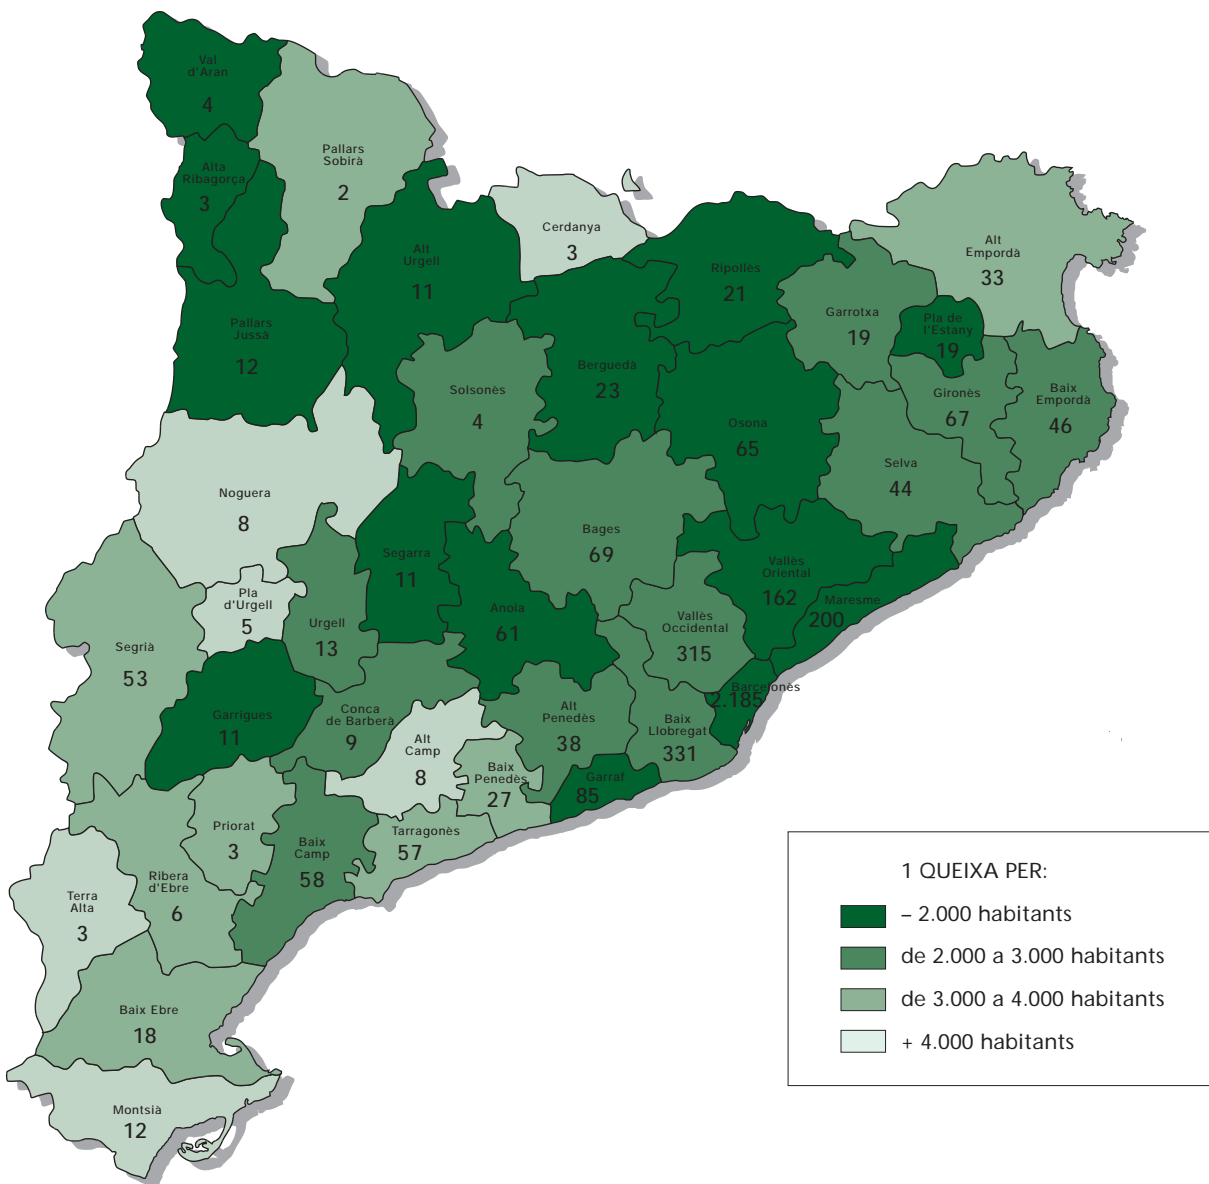 Val
d'Aran
4
Alta
Ribagorça
3
Pallars
Sobirà
2
Cerdanya
3
Alt
Urgell
11
Ripollès
21
Alt
Empordà
33
Garrotxa
19
Pla de
l'Estany
19
Pallars
Jussà
12
Berguedà
23
Solsonès
4
Gironès
67
Baix
Empordà
46
Osona
65
Selva
44
Noguera
8
Bages
69
Segarra
11
Vallès
Oriental
162
Maresme
200
Pla
d'Urgell
5
Urgell
13
Anoia
61
Vallès
Occidental
315
Segrià
53
Barcelonès
2.185
Garrigues
11
Conca
de Barberà
9
Alt
Camp
8
Alt
Penedès
38
Baix
Llobregat
331
Baix
Penedès
27
Garraf
85
Priorat
3
Baix
Camp
58
Tarragonès
57
Ribera
d'Ebre
6
Terra
Alta
3
Baix Ebre
18
Montsià
12
1 QUEIXA PER:
– 2.000 habitants
de 2.000 a 3.000 habitants
de 3.000 a 4.000 habitants
+ 4.000 habitants